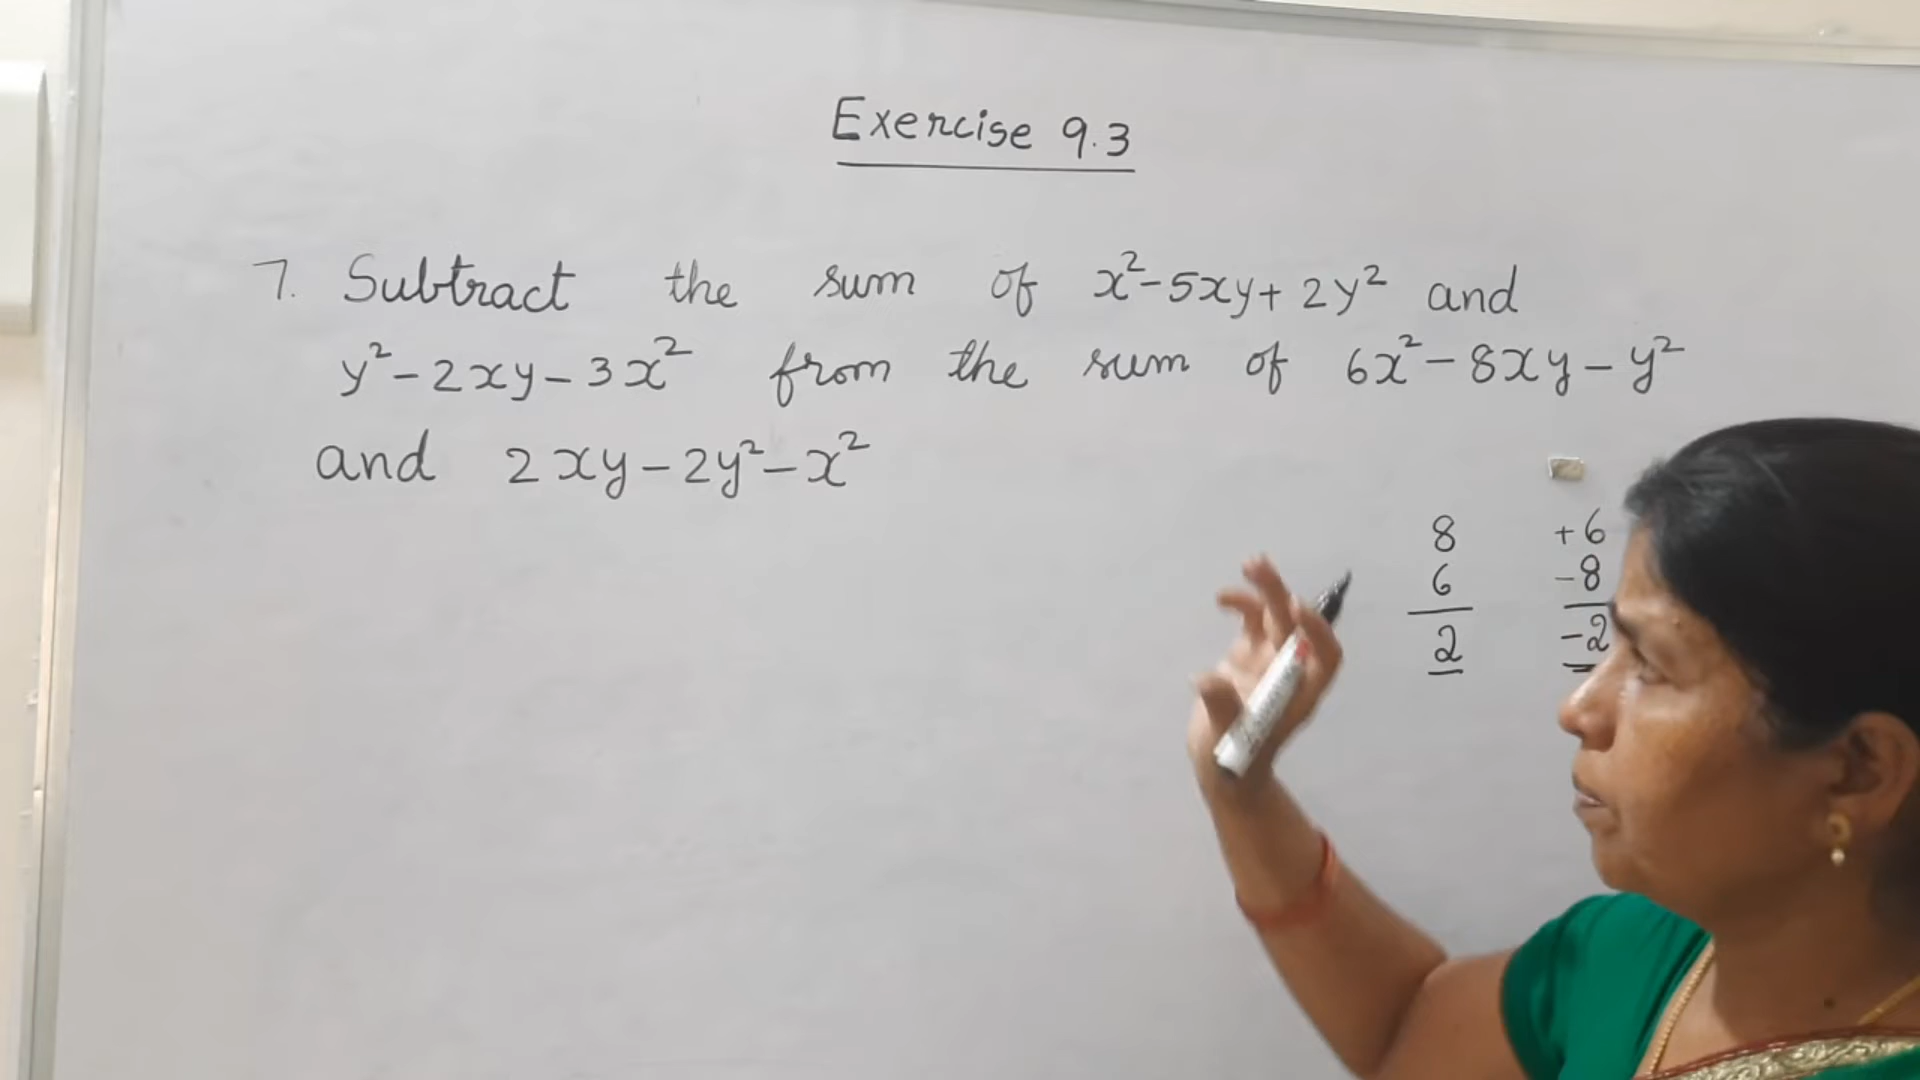 Exercise 9.3
7. Subtract the sum of x²-5xy+2y² and
y²-2xy-3x² from the sum of 6x²-8xy-y²
and 2xy-2y²-x²
8 +6
6 -8
2 -2